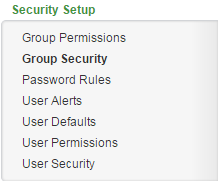 Security Setup
Group Permissions
Group Security
Password Rules
User Alerts
User Defaults
User Permissions
User Security